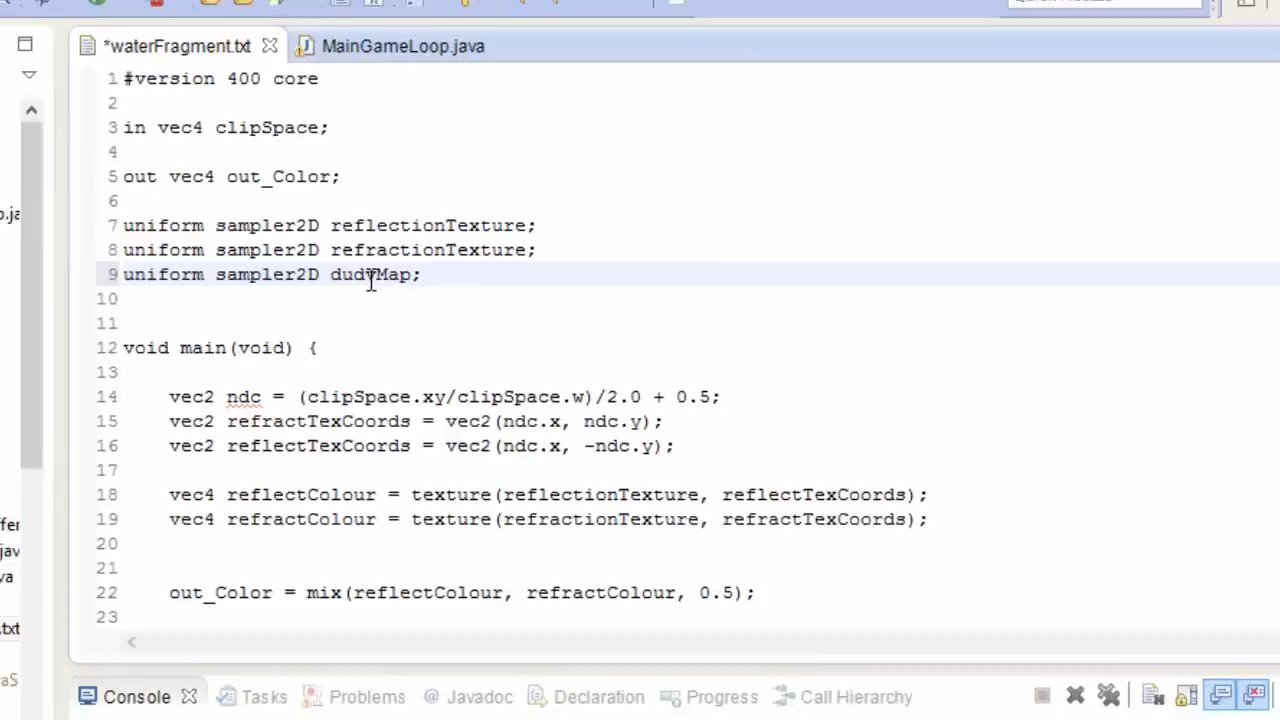 *waterFragment.txt MainGameLoop.java
1 #version 400 core
2
3 in vec4 clipSpace;
4
5 out vec4 out_Color;
6
7 uniform sampler2D reflectionTexture;
8 uniform sampler2D refractionTexture;
9 uniform sampler2D dudvMap;
10
11
12 void main(void) {
13
14 vec2 ndc = (clipSpace.xy/clipSpace.w)/2.0 + 0.5;
15 vec2 refractTexCoords = vec2(ndc.x, ndc.y);
16 vec2 reflectTexCoords = vec2(ndc.x, -ndc.y);
17
18 vec4 reflectColour = texture(reflectionTexture, reflectTexCoords);
19 vec4 refractColour = texture(refractionTexture, refractTexCoords);
20
21
22 out_Color = mix(reflectColour, refractColour, 0.5);
23
Console Tasks Problems @ Javadoc Declaration Progress Call Hierarchy